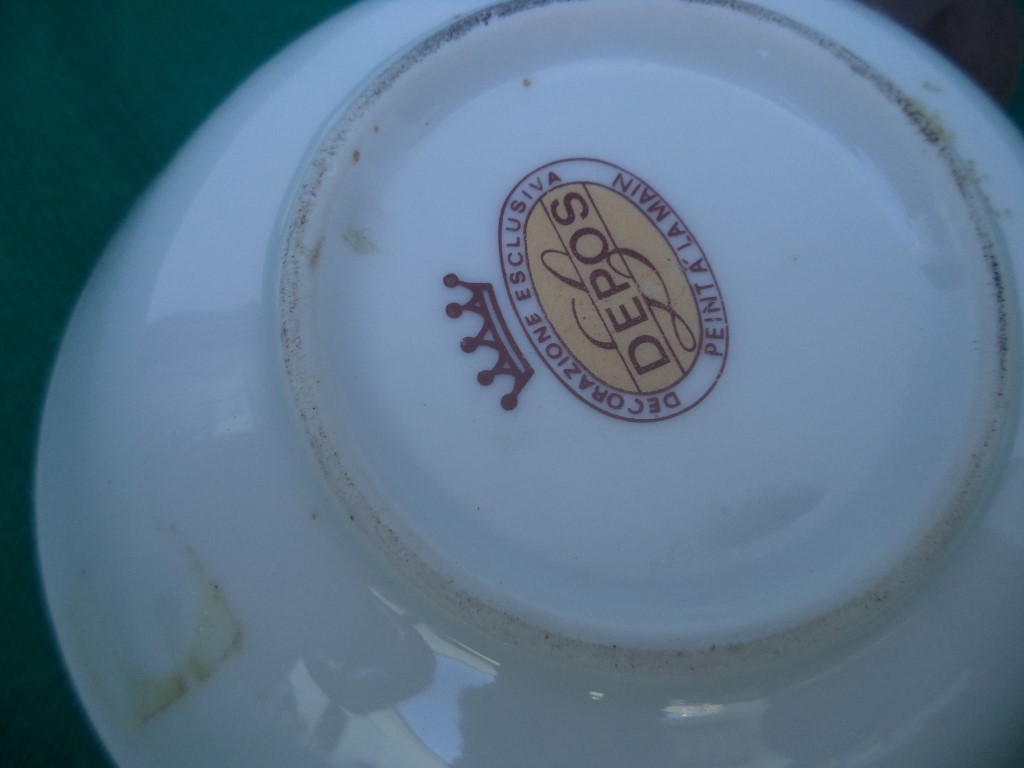 DECORAZIONE ESCLUSIVA
DEPOS
PEINT A LA MAIN